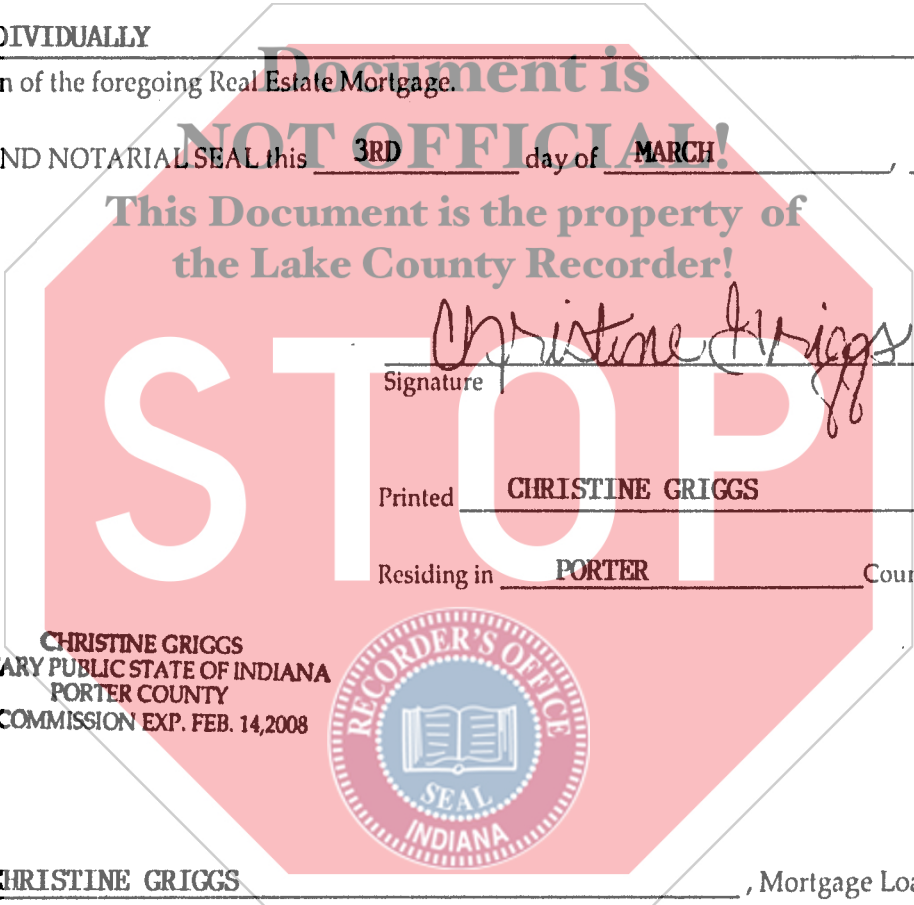 DIVIDUALLY
n of the foregoing Real Estate Mortgage.
Document is
ND NOTARIAL SEAL this 3RD day of MARCH,
NOT OFFICIAL!
This Document is the property of
the Lake County Recorder!
Christine Griggs
Signature
STOP
Printed CHRISTINE GRIGGS
Residing in PORTER Coun
CHRISTINE GRIGGS
ARY PUBLIC STATE OF INDIANA
PORTER COUNTY
COMMISSION EXP. FEB. 14,2008
RECORDER'S OFFICE
SEAL
INDIANA
CHRISTINE GRIGGS, Mortgage Loa